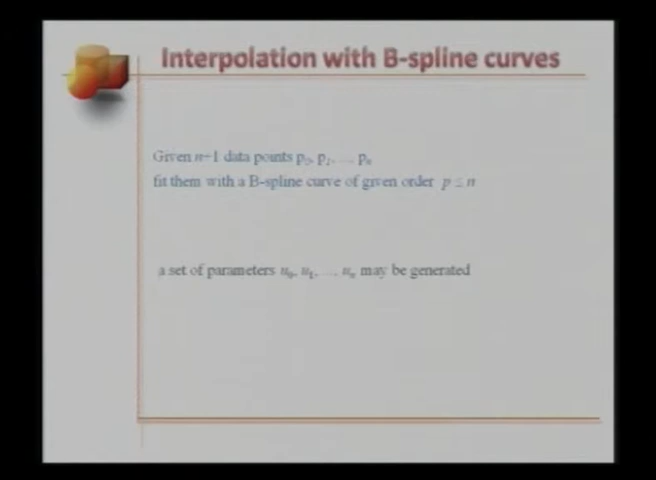 Interpolation with B-spline curves
Given n+1 data points p₀, p₁, … pₙ
fit them with a B-spline curve of given order p ≤ n
a set of parameters u₀, u₁, …, uₙ may be generated